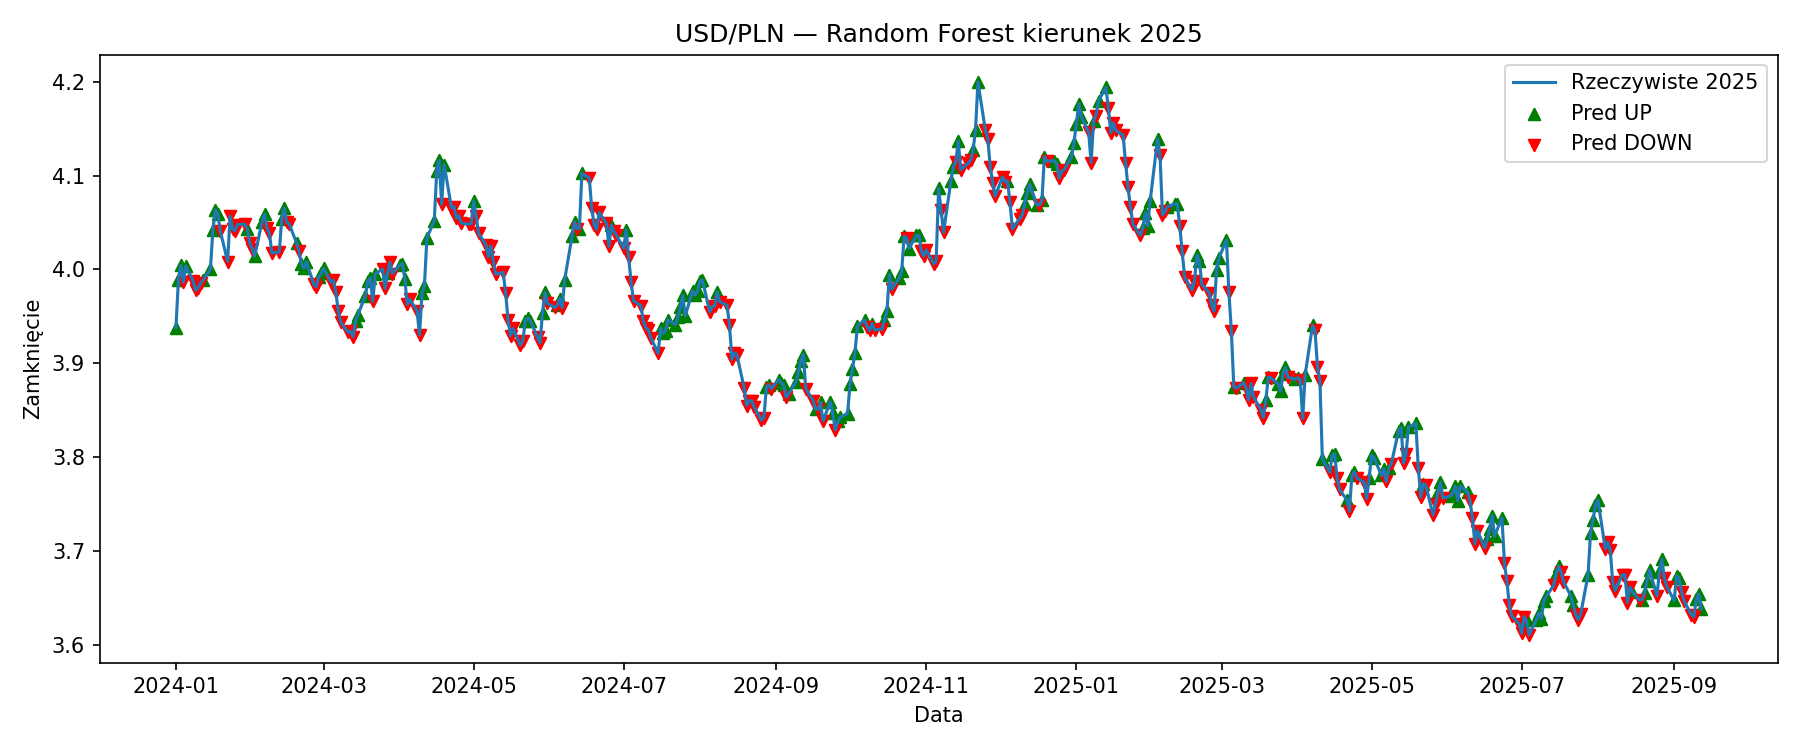 USD/PLN — Random Forest kierunek 2025
Rzeczywiste 2025
Pred UP
Pred DOWN
Zamknięcie
4.2
4.1
4.0
3.9
3.8
3.7
3.6
2024-01 2024-03 2024-05 2024-07 2024-09 2024-11 2025-01 2025-03 2025-05 2025-07 2025-09
Data